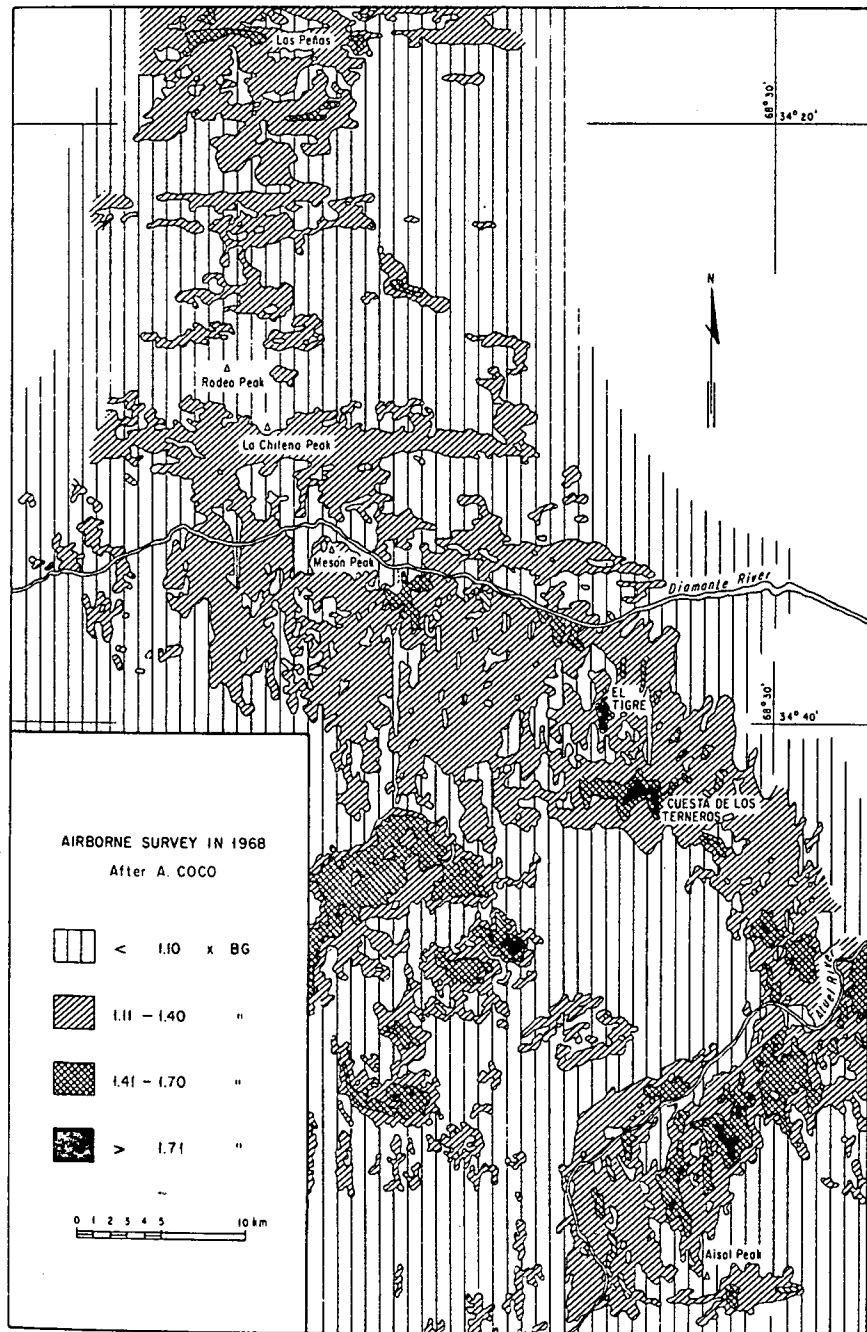 Las Peñas
68° 30'
34° 20'
N
Rodeo Peak
La Chilena Peak
Mesón Peak
Diamante River
EL
TIGRE
68° 30'
34° 40'
CUESTA DE LOS
TERNEROS
Atuel River
Aisol Peak
AIRBORNE SURVEY IN 1968
After A. COCO
< 1.10 x BG
1.11 – 1.40 "
1.41 – 1.70 "
> 1.71 "
0 1 2 3 4 5 10 km